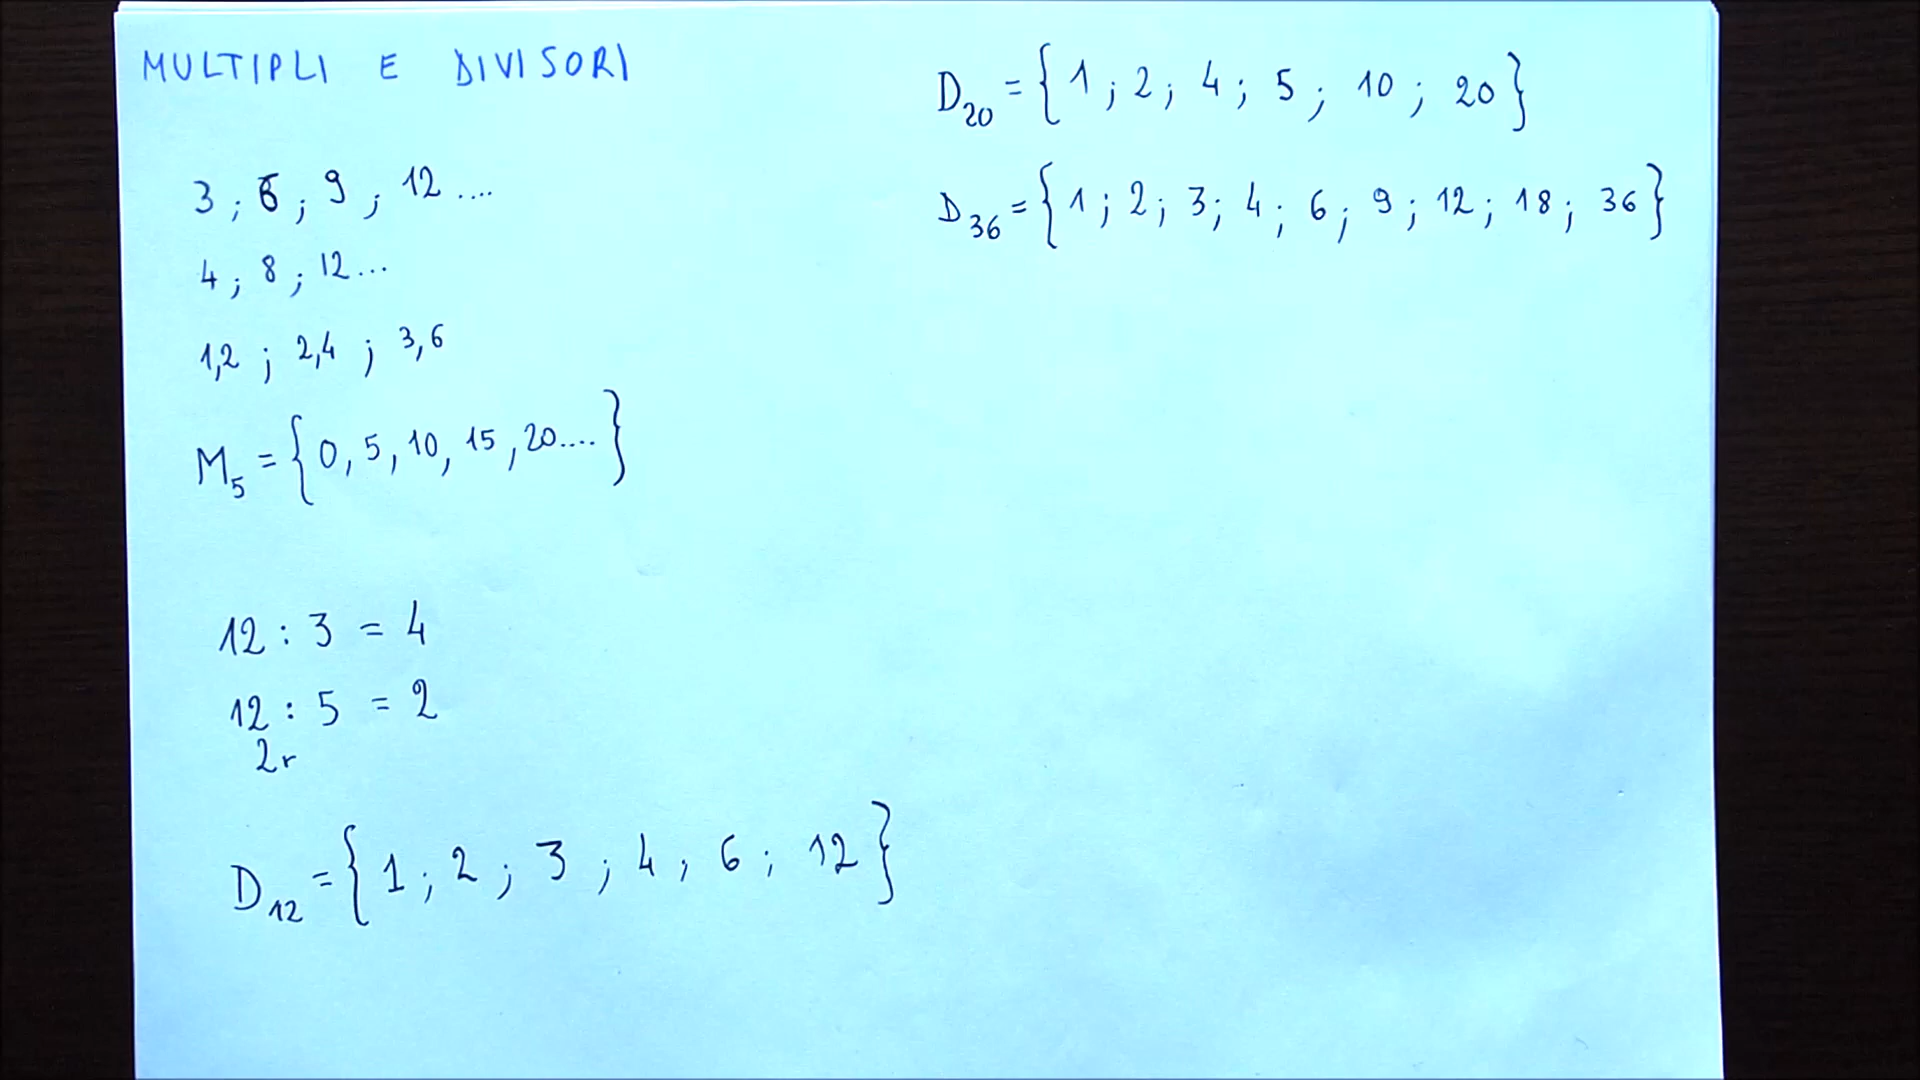 MULTIPLI E DIVISORI
3 ; 6 ; 9 ; 12 ....
4 ; 8 ; 12 ...
1,2 ; 2,4 ; 3,6
M5 = { 0, 5, 10, 15, 20.... }
12 : 3 = 4
12 : 5 = 2
2r
D12 = { 1 ; 2 ; 3 ; 4 ; 6 ; 12 }
D20 = { 1 ; 2 ; 4 ; 5 ; 10 ; 20 }
D36 = { 1 ; 2 ; 3 ; 4 ; 6 ; 9 ; 12 ; 18 ; 36 }